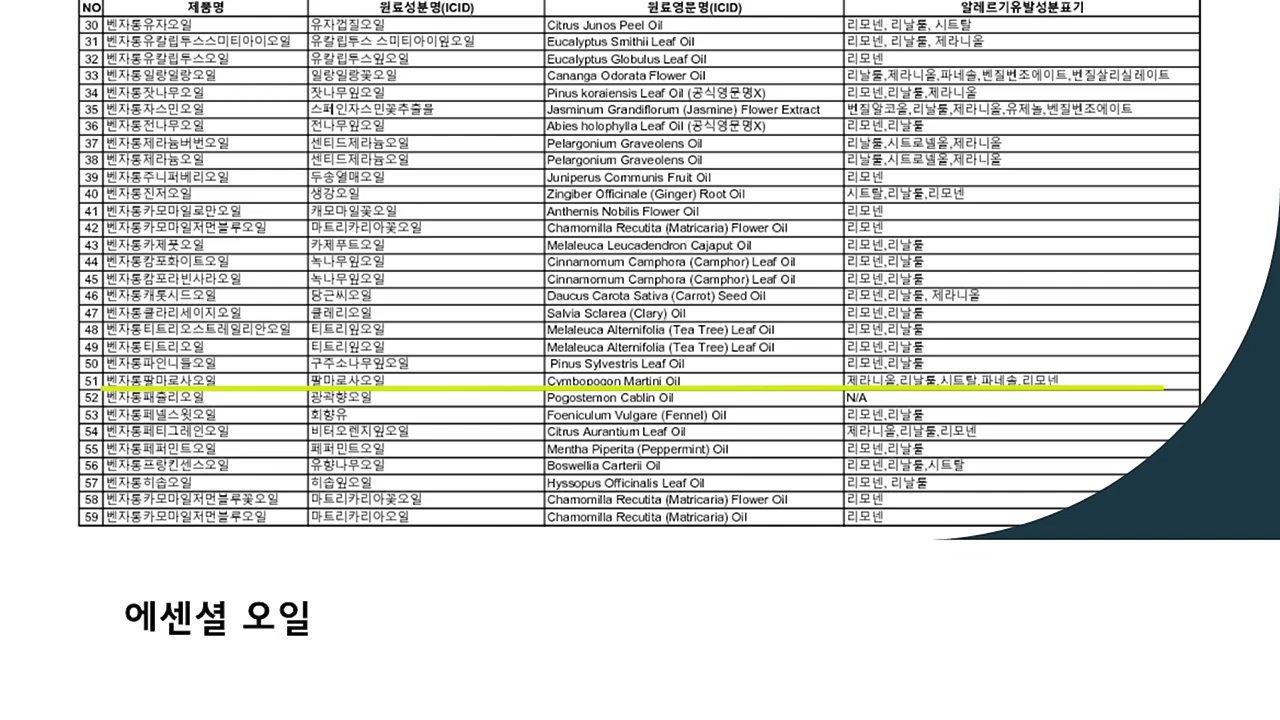 NO 제품명 원료성분명(ICID) 원료영문명(ICID) 알레르기유발성분표기
30 벤자롱유자오일 유자껍질오일 Citrus Junos Peel Oil 리모넨, 리날룰, 시트랄
31 벤자롱유칼립투스스미티아이오일 유칼립투스 스미티아이잎오일 Eucalyptus Smithii Leaf Oil 리모넨, 리날룰, 제라니올
32 벤자롱유칼립투스오일 유칼립투스잎오일 Eucalyptus Globulus Leaf Oil 리모넨
33 벤자롱일랑일랑오일 일랑일랑꽃오일 Cananga Odorata Flower Oil 리날룰,제라니올,파네솔,벤질벤조에이트,벤질살리실레이트
34 벤자롱잣나무오일 잣나무잎오일 Pinus koraiensis Leaf Oil (공식영문명X) 리모넨,리날룰,제라니올
35 벤자롱자스민오일 스페인자스민꽃추출물 Jasminum Grandiflorum (Jasmine) Flower Extract 벤질알코올,리날룰,제라니올,유제놀,벤질벤조에이트
36 벤자롱전나무오일 전나무잎오일 Abies holophylla Leaf Oil (공식영문명X) 리모넨,리날룰
37 벤자롱제라늄버번오일 센티드제라늄오일 Pelargonium Graveolens Oil 리날룰,시트로넬올,제라니올
38 벤자롱제라늄오일 센티드제라늄오일 Pelargonium Graveolens Oil 리날룰,시트로넬올,제라니올
39 벤자롱주니퍼베리오일 두송열매오일 Juniperus Communis Fruit Oil 리모넨
40 벤자롱진저오일 생강오일 Zingiber Officinale (Ginger) Root Oil 시트랄,리날룰,리모넨
41 벤자롱카모마일로만오일 캐모마일꽃오일 Anthemis Nobilis Flower Oil 리모넨
42 벤자롱카모마일저먼블루오일 마트리카리아꽃오일 Chamomilla Recutita (Matricaria) Flower Oil 리모넨
43 벤자롱카제풋오일 카제푸트오일 Melaleuca Leucadendron Cajaput Oil 리모넨,리날룰
44 벤자롱캄포화이트오일 녹나무잎오일 Cinnamomum Camphora (Camphor) Leaf Oil 리모넨,리날룰
45 벤자롱캄포라빈사라오일 녹나무잎오일 Cinnamomum Camphora (Camphor) Leaf Oil 리모넨,리날룰
46 벤자롱캐롯시드오일 당근씨오일 Daucus Carota Sativa (Carrot) Seed Oil 리모넨,리날룰, 제라니올
47 벤자롱클라리세이지오일 클레리오일 Salvia Sclarea (Clary) Oil 리모넨,리날룰
48 벤자롱티트리오스트레일리안오일 티트리잎오일 Melaleuca Alternifolia (Tea Tree) Leaf Oil 리모넨,리날룰
49 벤자롱티트리오일 티트리잎오일 Melaleuca Alternifolia (Tea Tree) Leaf Oil 리모넨,리날룰
50 벤자롱파인니들오일 구주소나무잎오일 Pinus Sylvestris Leaf Oil 리모넨,리날룰
51 벤자롱팔마로사오일 팔마로사오일 Cymbopogon Martini Oil 제라니올,리날룰,시트랄,파네솔,리모넨
52 벤자롱패츌리오일 광곽향오일 Pogostemon Cablin Oil N/A
53 벤자롱페넬스윗오일 회향유 Foeniculum Vulgare (Fennel) Oil 리모넨,리날룰
54 벤자롱페티그레인오일 비터오렌지잎오일 Citrus Aurantium Leaf Oil 제라니올,리날룰,리모넨
55 벤자롱페퍼민트오일 페퍼민트오일 Mentha Piperita (Peppermint) Oil 리모넨,리날룰
56 벤자롱프랑킨센스오일 유향나무오일 Boswellia Carterii Oil 리모넨,리날룰,시트랄
57 벤자롱히솝오일 히솝잎오일 Hyssopus Officinalis Leaf Oil 리모넨, 리날룰
58 벤자롱카모마일저먼블루꽃오일 마트리카리아꽃오일 Chamomilla Recutita (Matricaria) Flower Oil 리모넨
59 벤자롱카모마일저먼블루오일 마트리카리아오일 Chamomilla Recutita (Matricaria) Oil 리모넨
에센셜 오일